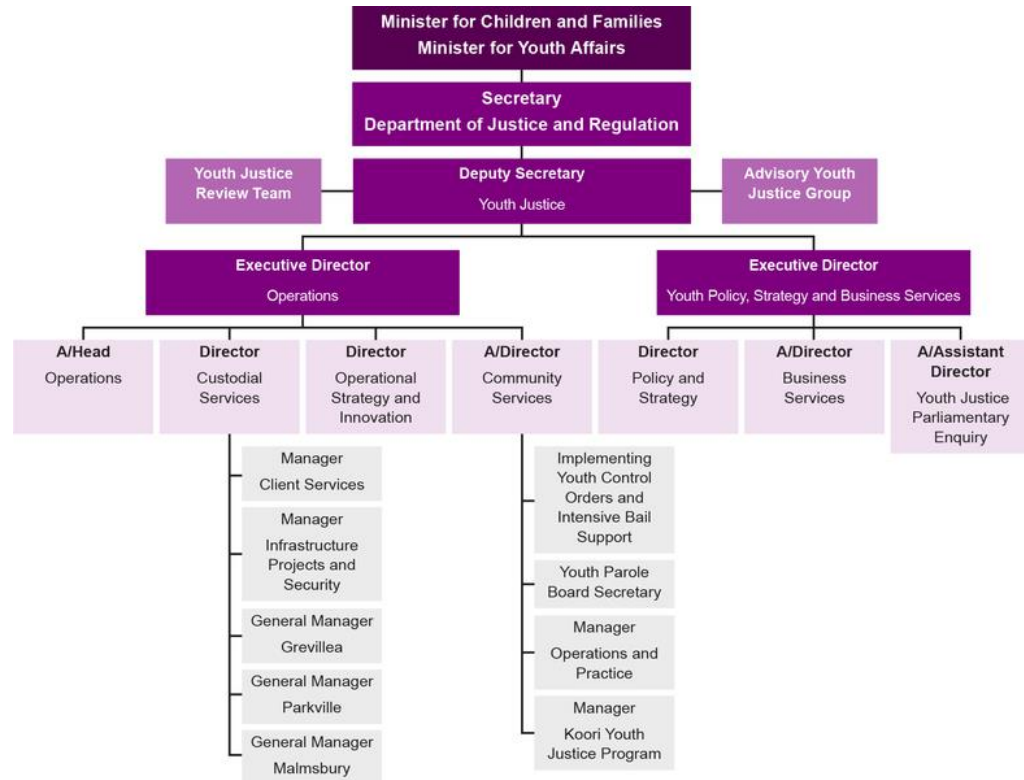 Minister for Children and Families
Minister for Youth Affairs
Secretary
Department of Justice and Regulation
Youth Justice
Review Team
Deputy Secretary
Youth Justice
Advisory Youth
Justice Group
Executive Director
Operations
Executive Director
Youth Policy, Strategy and Business Services
A/Head
Operations
Director
Custodial
Services
Director
Operational
Strategy and
Innovation
A/Director
Community
Services
Director
Policy and
Strategy
A/Director
Business
Services
A/Assistant
Director
Youth Justice
Parliamentary
Enquiry
Manager
Client Services
Manager
Infrastructure
Projects and
Security
General Manager
Grevillea
General Manager
Parkville
General Manager
Malmsbury
Implementing
Youth Control
Orders and
Intensive Bail
Support
Youth Parole
Board Secretary
Manager
Operations and
Practice
Manager
Koori Youth
Justice Program